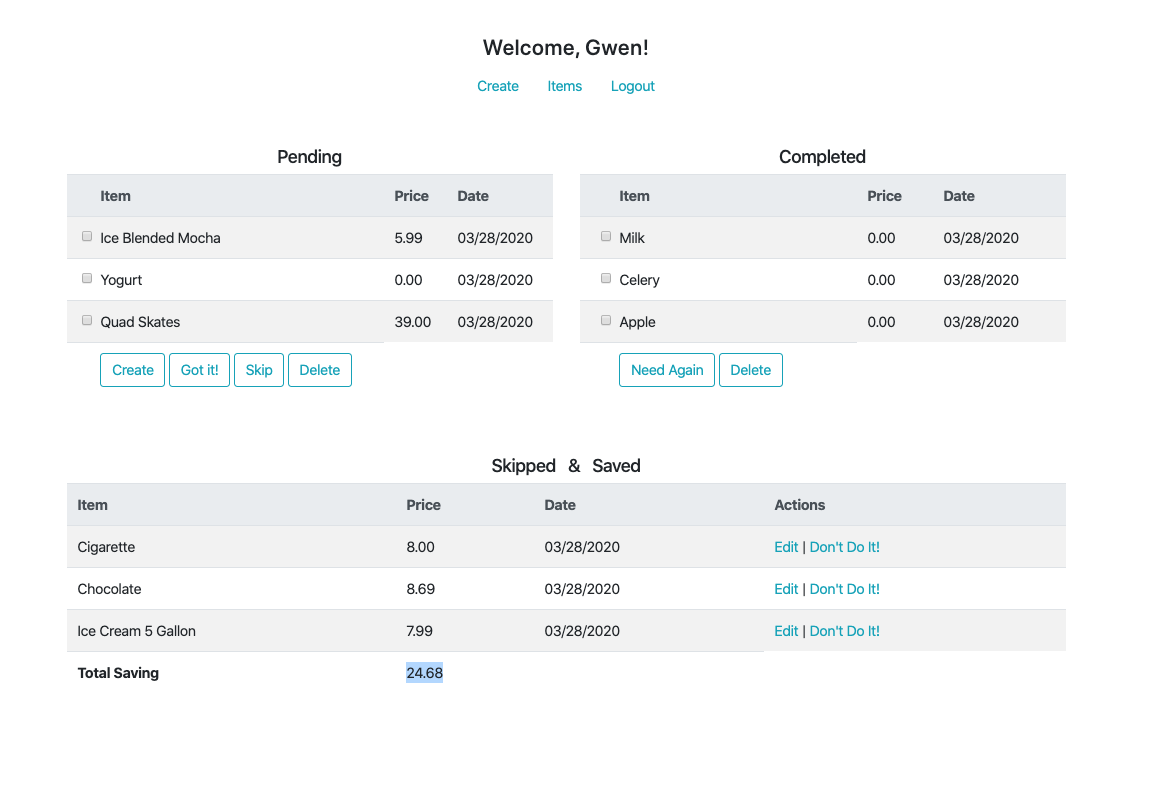 Welcome, Gwen!
Create Items Logout
Pending
Item Price Date
Ice Blended Mocha 5.99 03/28/2020
Yogurt 0.00 03/28/2020
Quad Skates 39.00 03/28/2020
Create Got it! Skip Delete
Completed
Item Price Date
Milk 0.00 03/28/2020
Celery 0.00 03/28/2020
Apple 0.00 03/28/2020
Need Again Delete
Skipped & Saved
Item Price Date Actions
Cigarette 8.00 03/28/2020 Edit | Don't Do It!
Chocolate 8.69 03/28/2020 Edit | Don't Do It!
Ice Cream 5 Gallon 7.99 03/28/2020 Edit | Don't Do It!
Total Saving 24.68